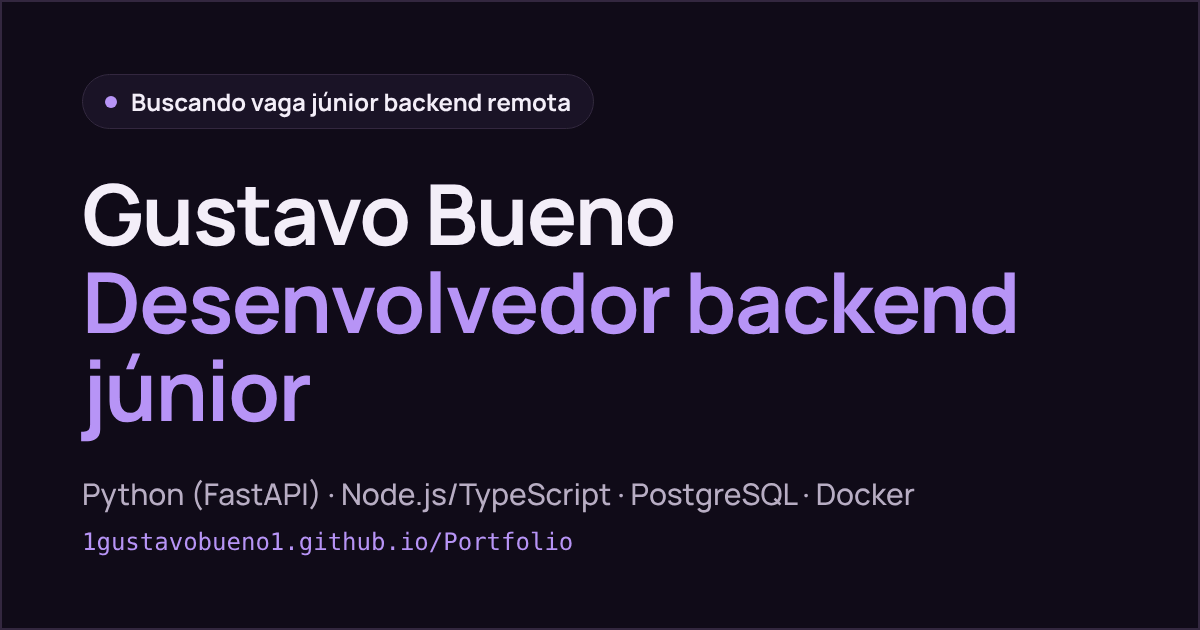 Buscando vaga júnior backend remota
Gustavo Bueno
Desenvolvedor backend
júnior
Python (FastAPI) · Node.js/TypeScript · PostgreSQL · Docker
1gustavobueno1.github.io/Portfolio